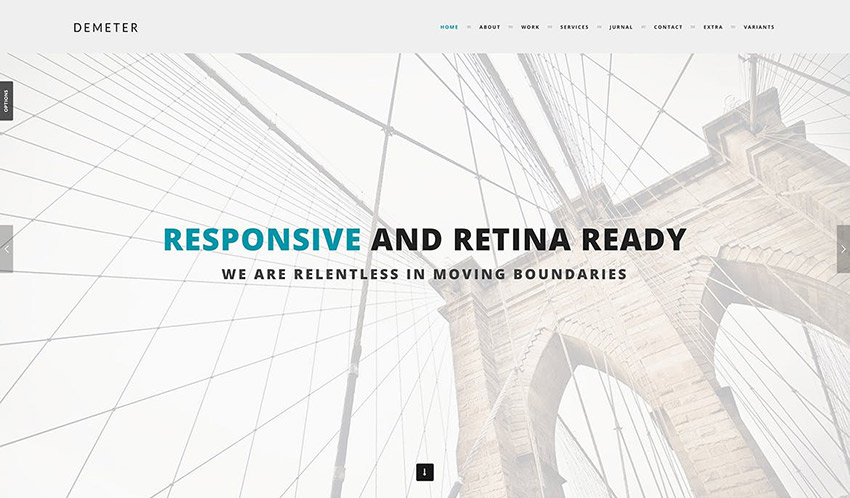 DEMETER
HOME ABOUT WORK SERVICES JURNAL CONTACT EXTRA VARIANTS
OPTIONS
RESPONSIVE AND RETINA READY
WE ARE RELENTLESS IN MOVING BOUNDARIES